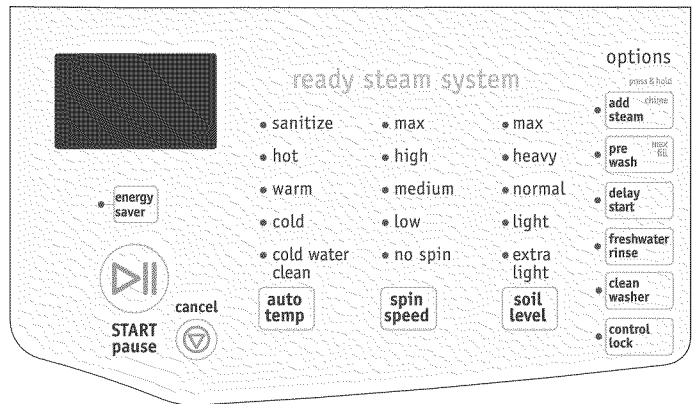 options
ready steam system
press & hold
add
steam
chime
pre
wash
max
fill
delay
start
freshwater
rinse
clean
washer
control
lock
sanitize
hot
warm
cold
cold water
clean
auto
temp
max
high
medium
low
no spin
spin
speed
max
heavy
normal
light
extra
light
soil
level
energy
saver
START
pause
cancel